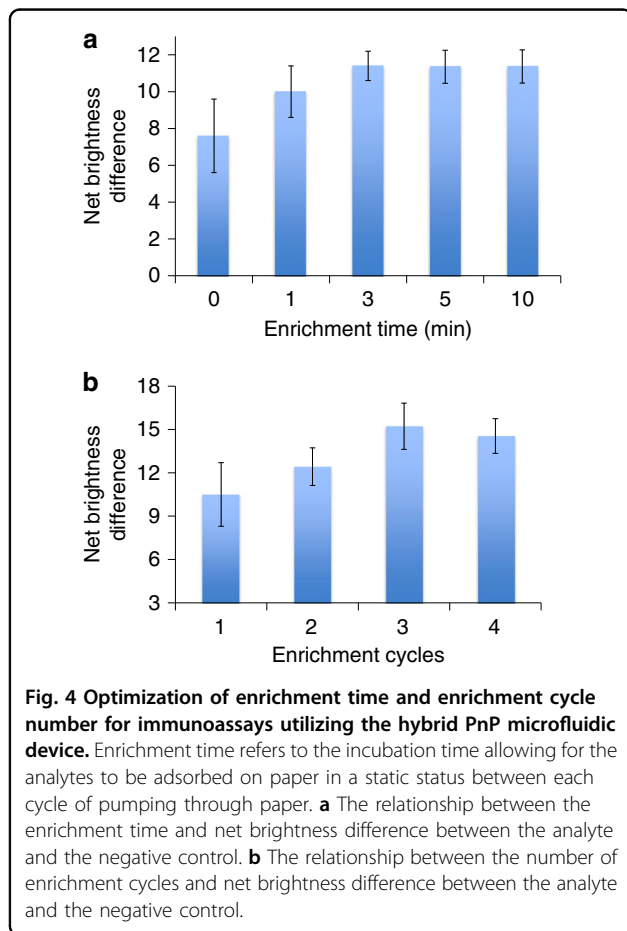 a
Net brightness
difference
12
10
8
6
4
2
0
0 1 3 5 10
Enrichment time (min)
b
Net brightness
difference
18
15
12
9
6
3
1 2 3 4
Enrichment cycles
Fig. 4 Optimization of enrichment time and enrichment cycle
number for immunoassays utilizing the hybrid PnP microfluidic
device. Enrichment time refers to the incubation time allowing for the
analytes to be adsorbed on paper in a static status between each
cycle of pumping through paper. a The relationship between the
enrichment time and net brightness difference between the analyte
and the negative control. b The relationship between the number of
enrichment cycles and net brightness difference between the analyte
and the negative control.